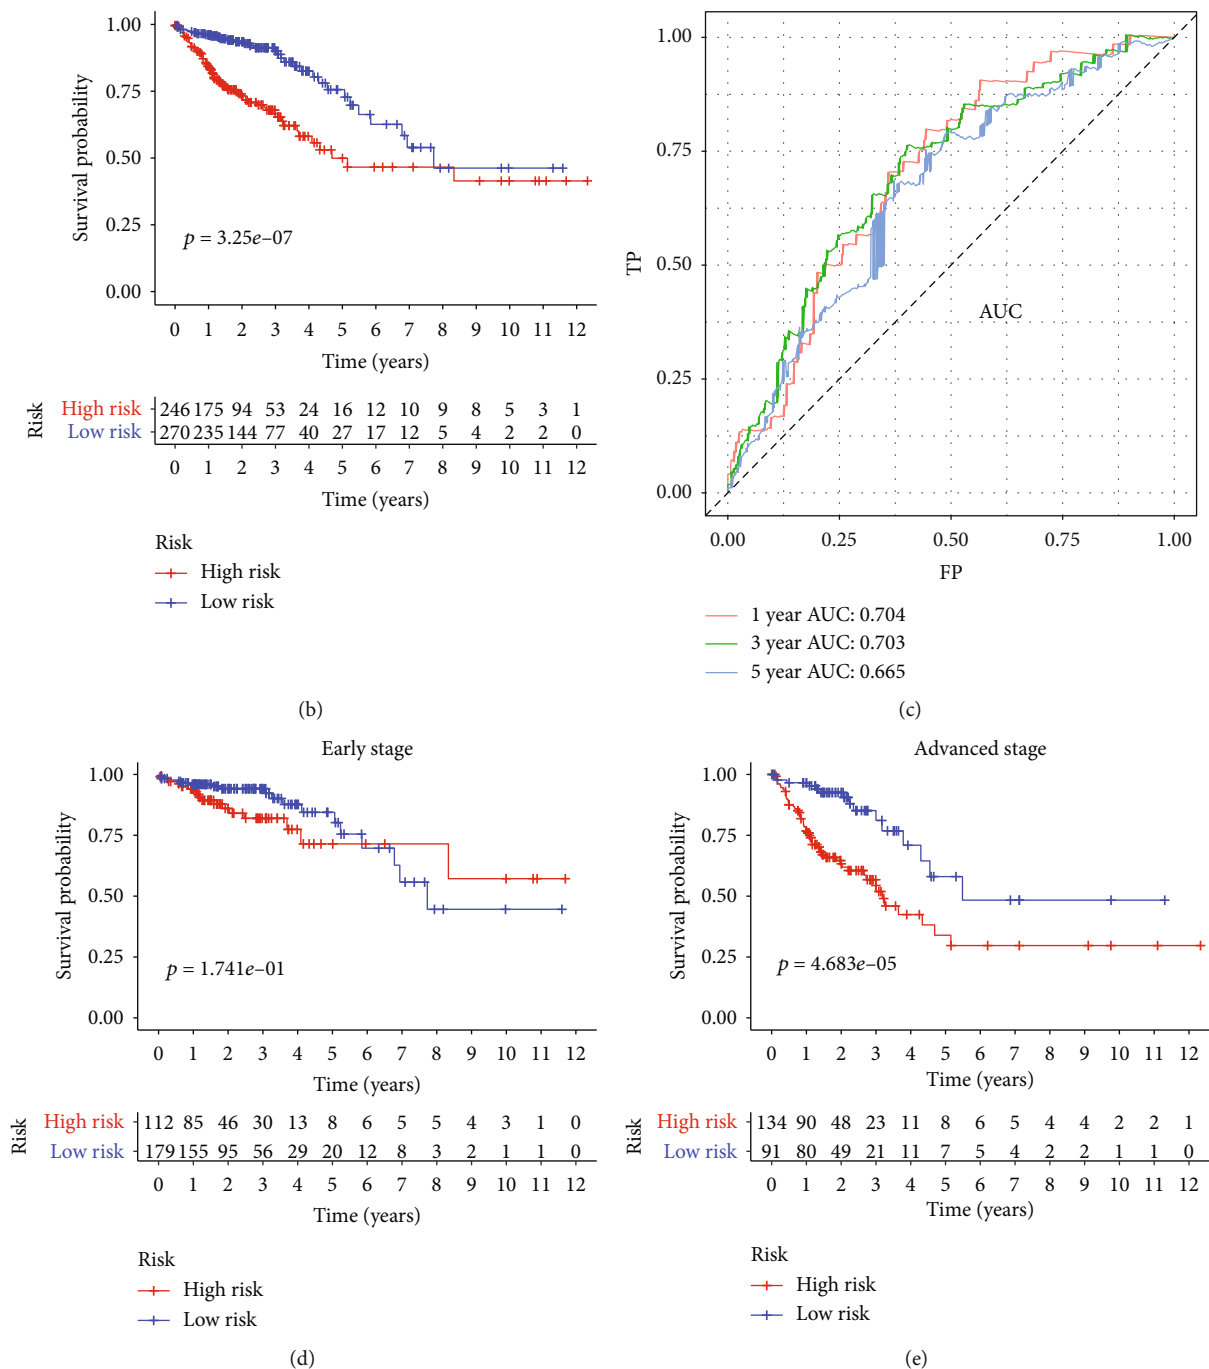 1.00
0.75
0.50
0.25
0.00
Survival probability
p = 3.25e–07
0 1 2 3 4 5 6 7 8 9 10 11 12
Time (years)
Risk
High risk 246 175 94 53 24 16 12 10 9 8 5 3 1
Low risk 270 235 144 77 40 27 17 12 5 4 2 2 0
0 1 2 3 4 5 6 7 8 9 10 11 12
Time (years)
Risk
High risk
Low risk
(b)
1.00
0.75
0.50
0.25
0.00
TP
AUC
0.00 0.25 0.50 0.75 1.00
FP
1 year AUC: 0.704
3 year AUC: 0.703
5 year AUC: 0.665
(c)
Early stage
1.00
0.75
0.50
0.25
0.00
Survival probability
p = 1.741e–01
0 1 2 3 4 5 6 7 8 9 10 11 12
Time (years)
Risk
High risk 112 85 46 30 13 8 6 5 5 4 3 1 0
Low risk 179 155 95 56 29 20 12 8 3 2 1 1 0
0 1 2 3 4 5 6 7 8 9 10 11 12
Time (years)
Risk
High risk
Low risk
(d)
Advanced stage
1.00
0.75
0.50
0.25
0.00
Survival probability
p = 4.683e–05
0 1 2 3 4 5 6 7 8 9 10 11 12
Time (years)
Risk
High risk 134 90 48 23 11 8 6 5 4 4 2 2 1
Low risk 91 80 49 21 11 7 5 4 2 2 1 1 0
0 1 2 3 4 5 6 7 8 9 10 11 12
Time (years)
Risk
High risk
Low risk
(e)